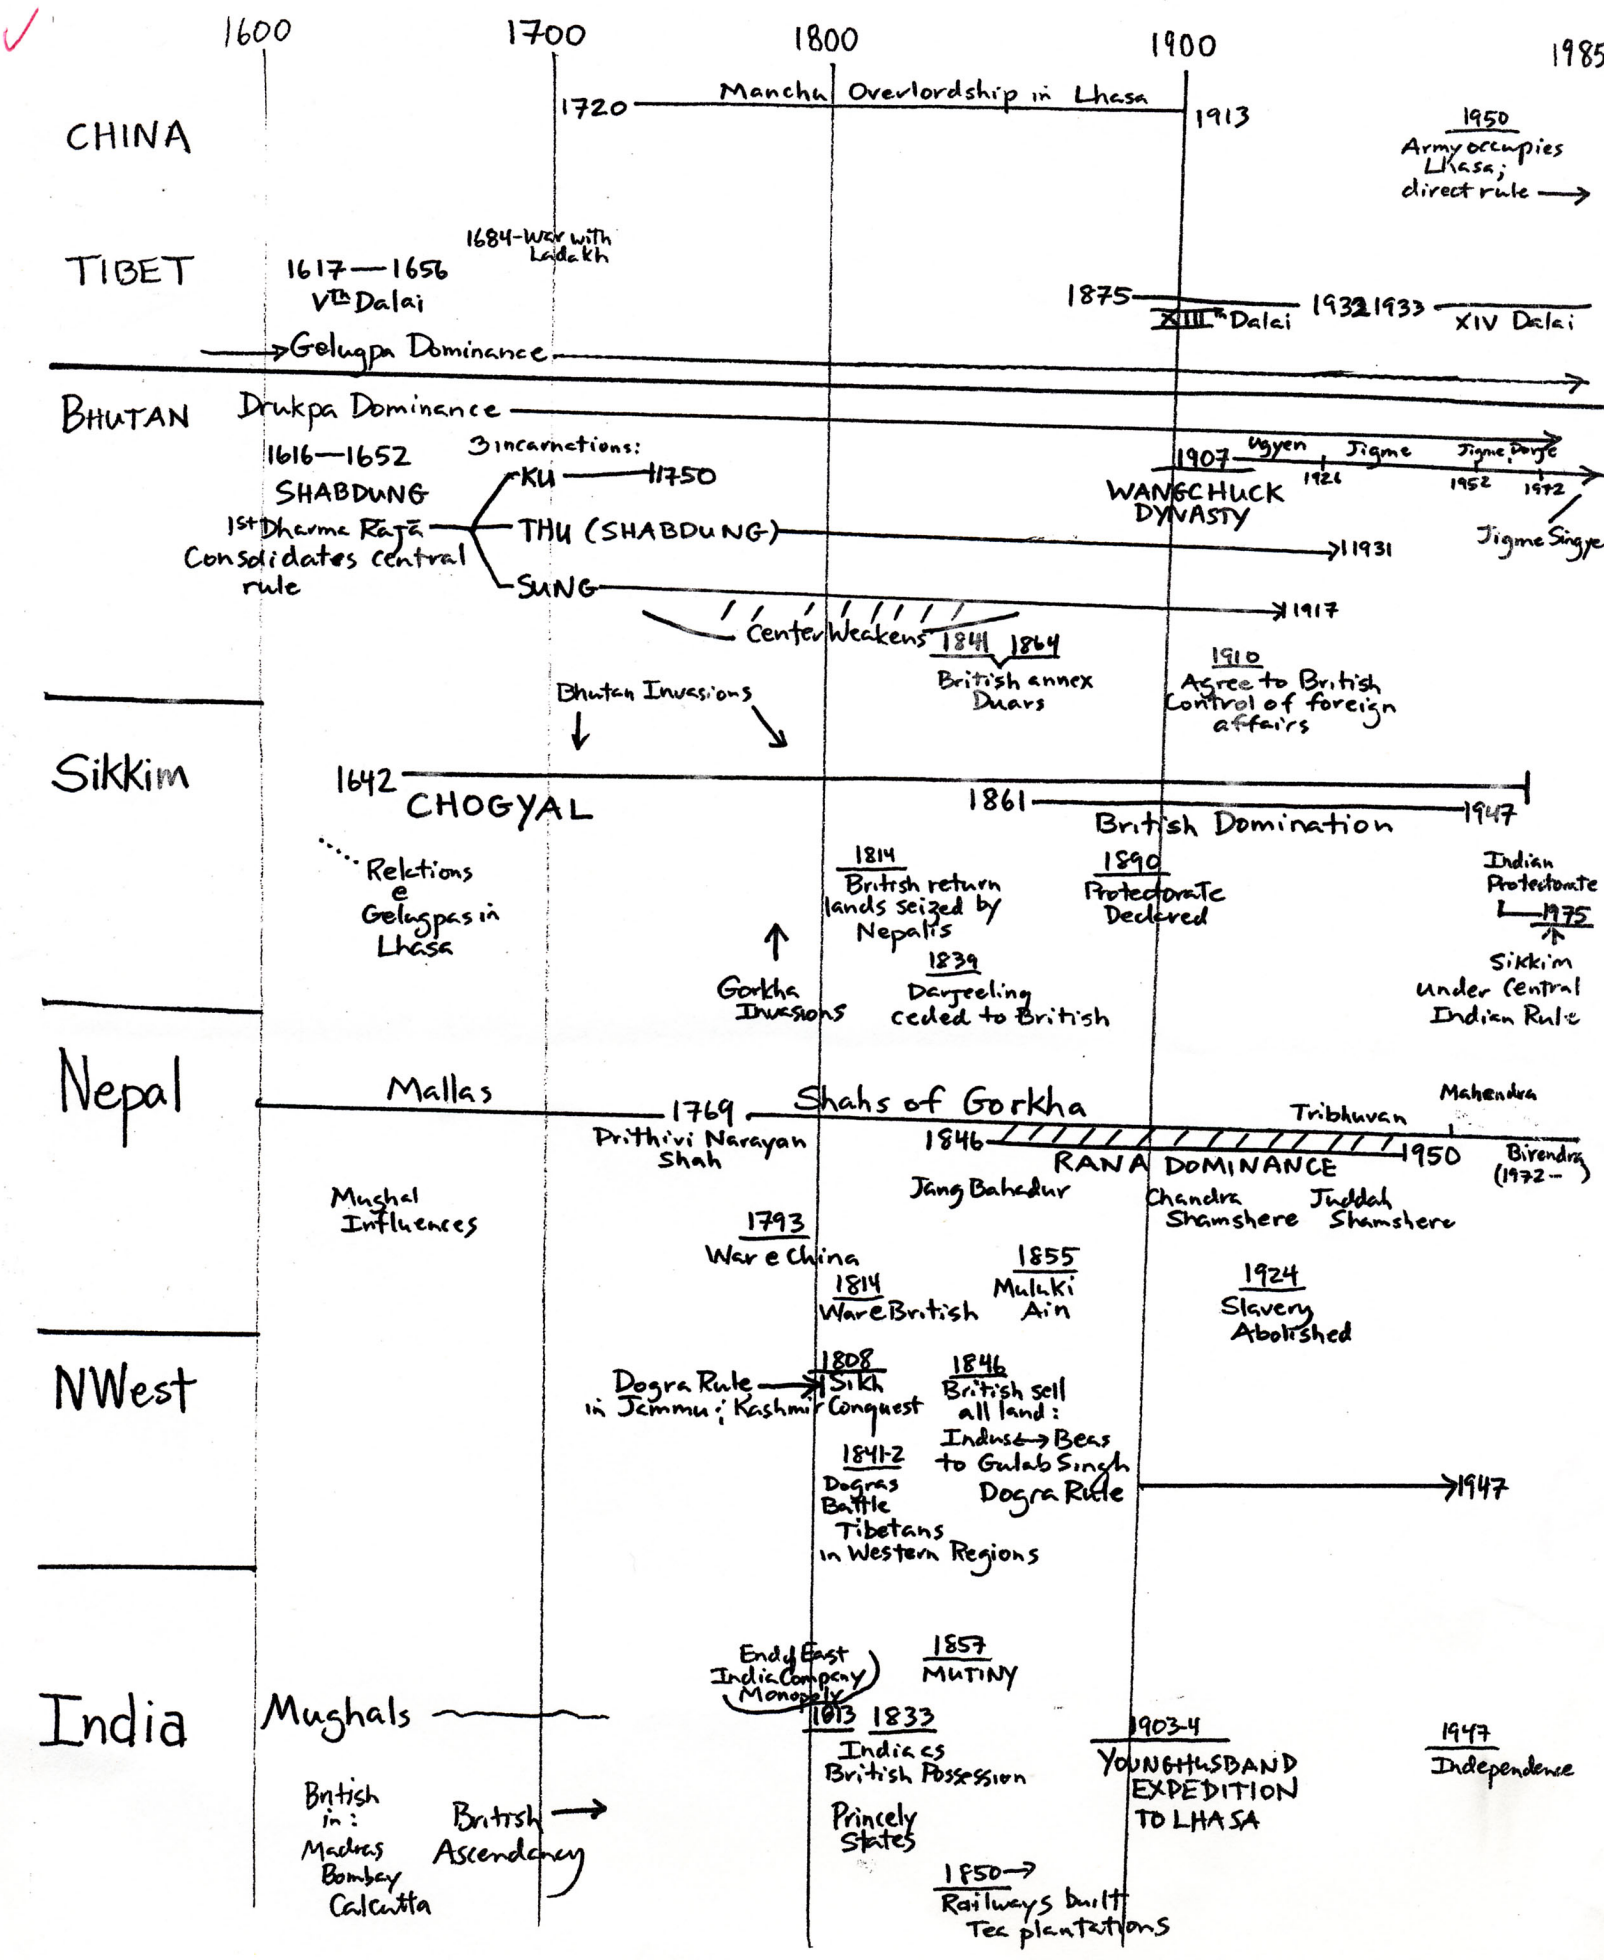 1600
1700
1800
1900
1985
CHINA
1720
Manchu Overlordship in Lhasa
1913
1950
Army occupies
Lhasa;
direct rule
TIBET
1617—1656
Vth Dalai
1684-War with
Ladakh
1875
XIIIth Dalai
1932
1933
XIV Dalai
Gelugpa Dominance
BHUTAN
Drukpa Dominance
1616—1652
SHABDUNG
1st Dharma Rājā
Consolidates central
rule
3 incarnations:
KU
1750
THU (SHABDUNG)
1931
SUNG
1917
Center Weakens
1841 1864
British annex
Duars
1907
Ugyen
Jigme
Jigme Dorje
1926
1952
1972
WANGCHUCK
DYNASTY
Jigme Singye
1910
Agree to British
Control of foreign
affairs
Bhutan Invasions
Sikkim
1642
CHOGYAL
1861
1947
British Domination
Relations
@
Gelugpas in
Lhasa
Gorkha
Invasions
1814
British return
lands seized by
Nepalis
1839
Darjeeling
ceded to British
1890
Protectorate
Declared
Indian
Protectorate
1975
Sikkim
under Central
Indian Rule
Nepal
Mallas
1769
Prithivi Narayan
Shah
Shahs of Gorkha
1846
RANA DOMINANCE
1950
Tribhuvan
Mahendra
Birendra
(1972-- )
Jang Bahadur
Chandra
Shamshere
Juddah
Shamshere
Mughal
Influences
1793
War @ China
1814
War @ British
1855
Muluki
Ain
1924
Slavery
Abolished
NWest
Dogra Rule
in Jammu & Kashmir
1808
Sikh
Conquest
1841-2
Dogras
Battle
Tibetans
in Western Regions
1846
British sell
all land:
Indus ↔ Beas
to Gulab Singh
Dogra Rule
1947
India
Mughals
End of East
India Company
Monopoly
1813
1833
India as
British Possession
Princely
States
1857
MUTINY
1850→
Railways built
Tea plantations
1903-4
YOUNGHUSBAND
EXPEDITION
TO LHASA
1947
Independence
British
in:
Madras
Bombay
Calcutta
British
Ascendancy